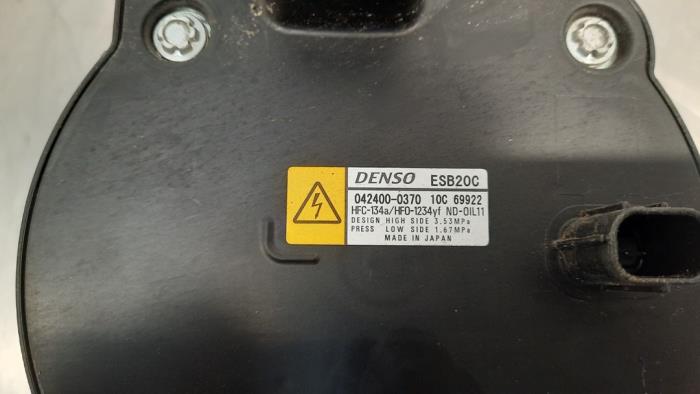 DENSO ESB20C
042400-0370 10C 69922
HFC-134a/HFO-1234yf ND-OIL11
DESIGN HIGH SIDE 3.53MPa
PRESS LOW SIDE 1.67MPa
MADE IN JAPAN